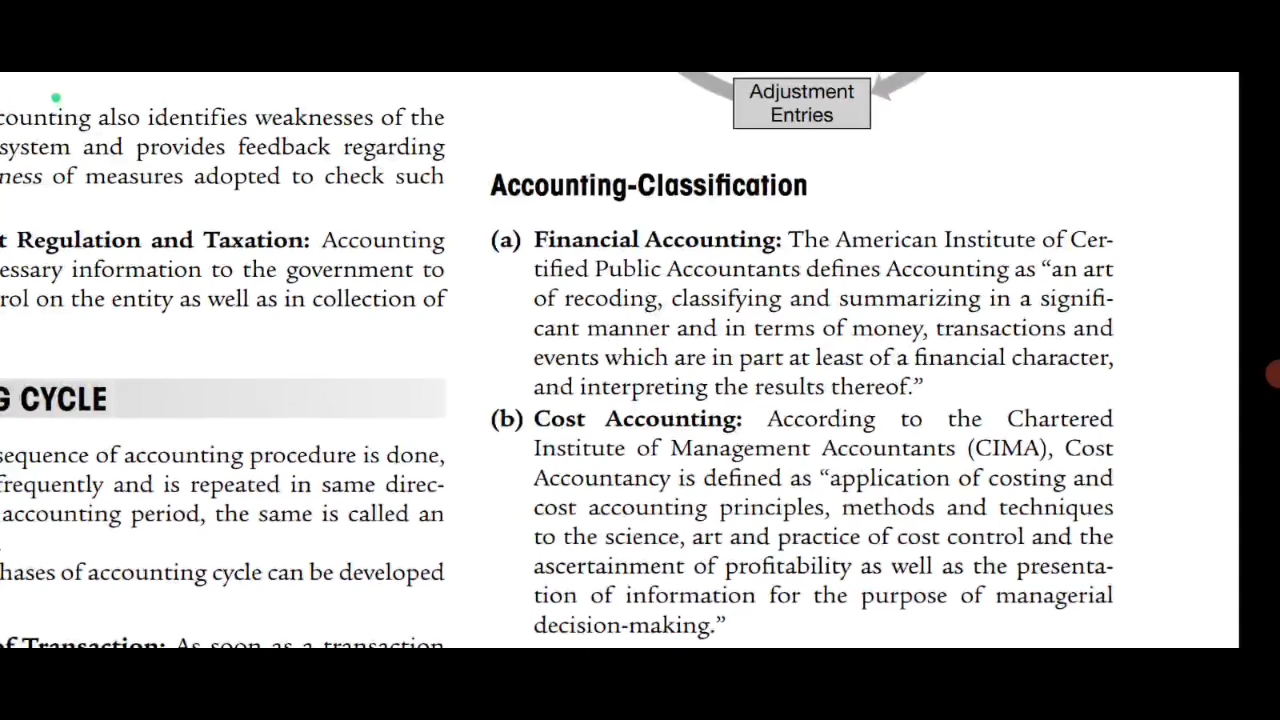 counting also identifies weaknesses of the
system and provides feedback regarding
ness of measures adopted to check such
t Regulation and Taxation: Accounting
essary information to the government to
rol on the entity as well as in collection of
G CYCLE
sequence of accounting procedure is done,
frequently and is repeated in same direc-
accounting period, the same is called an
.
hases of accounting cycle can be developed
of Transaction: As soon as a transaction
Adjustment
Entries
Accounting-Classification
(a) Financial Accounting: The American Institute of Cer-
tified Public Accountants defines Accounting as “an art
of recoding, classifying and summarizing in a signifi-
cant manner and in terms of money, transactions and
events which are in part at least of a financial character,
and interpreting the results thereof.”
(b) Cost Accounting: According to the Chartered
Institute of Management Accountants (CIMA), Cost
Accountancy is defined as “application of costing and
cost accounting principles, methods and techniques
to the science, art and practice of cost control and the
ascertainment of profitability as well as the presenta-
tion of information for the purpose of managerial
decision-making.”